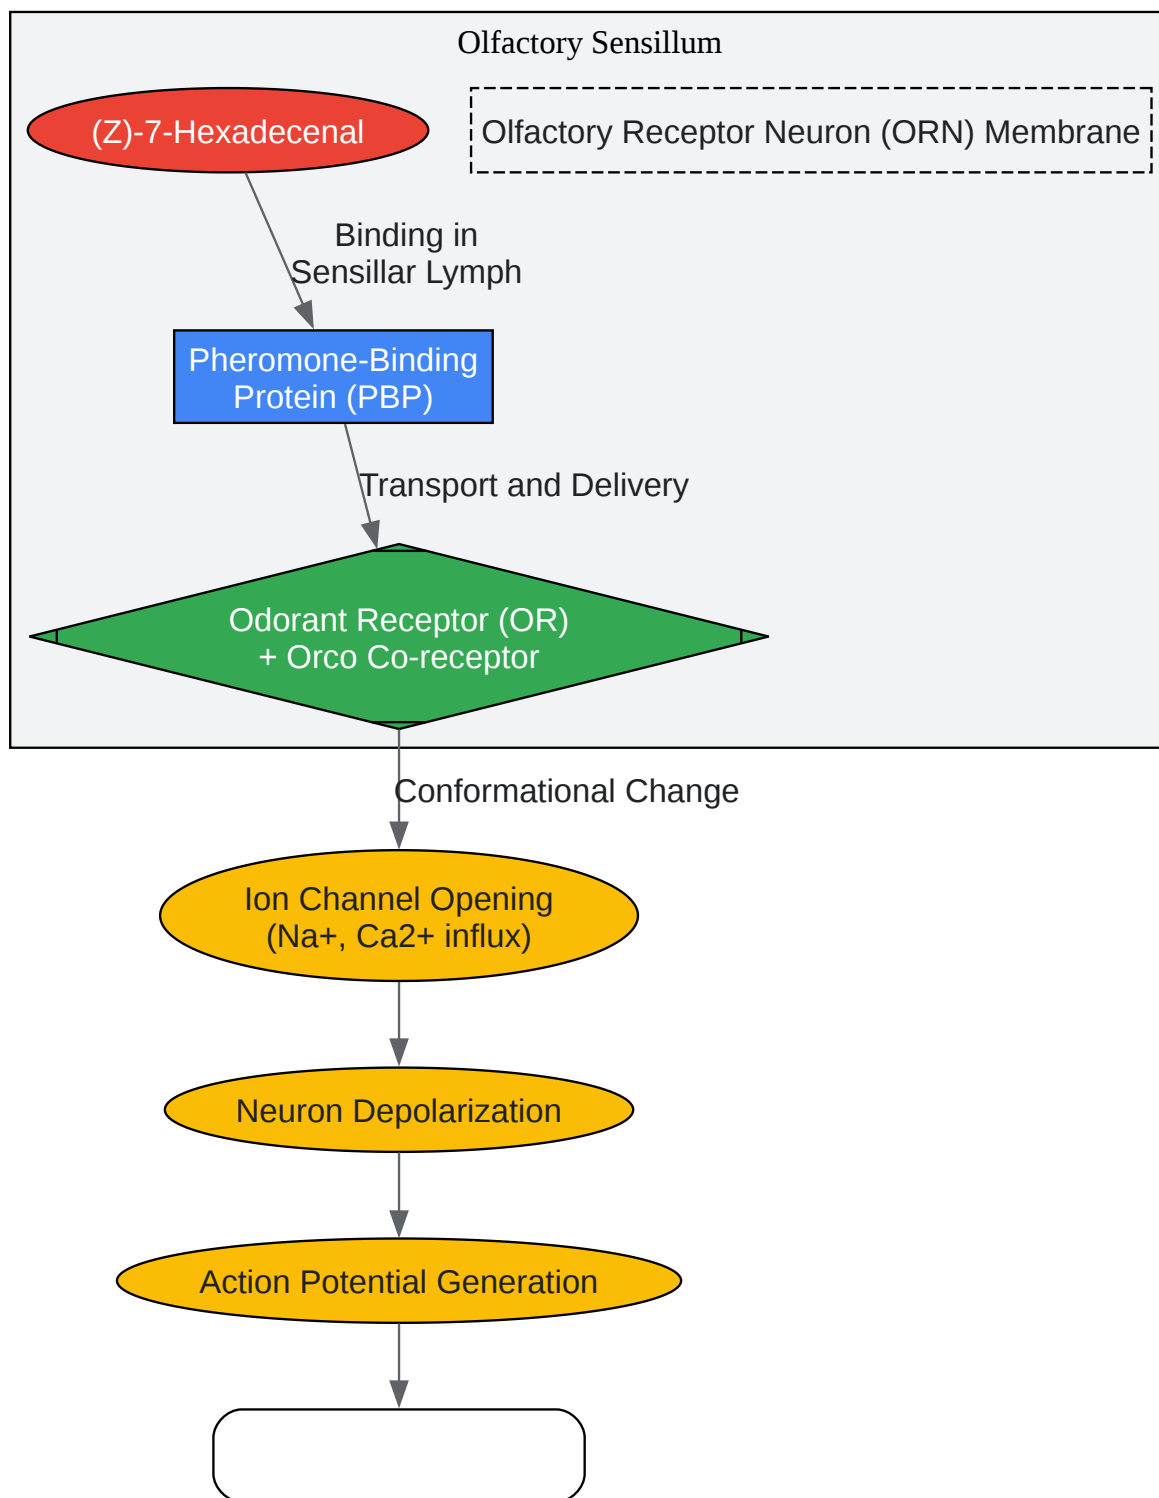 Olfactory Sensillum
(Z)-7-Hexadecenal
Olfactory Receptor Neuron (ORN) Membrane
Binding in
Sensillar Lymph
Pheromone-Binding
Protein (PBP)
Transport and Delivery
Odorant Receptor (OR)
+ Orco Co-receptor
Conformational Change
Ion Channel Opening
(Na+, Ca2+ influx)
Neuron Depolarization
Action Potential Generation